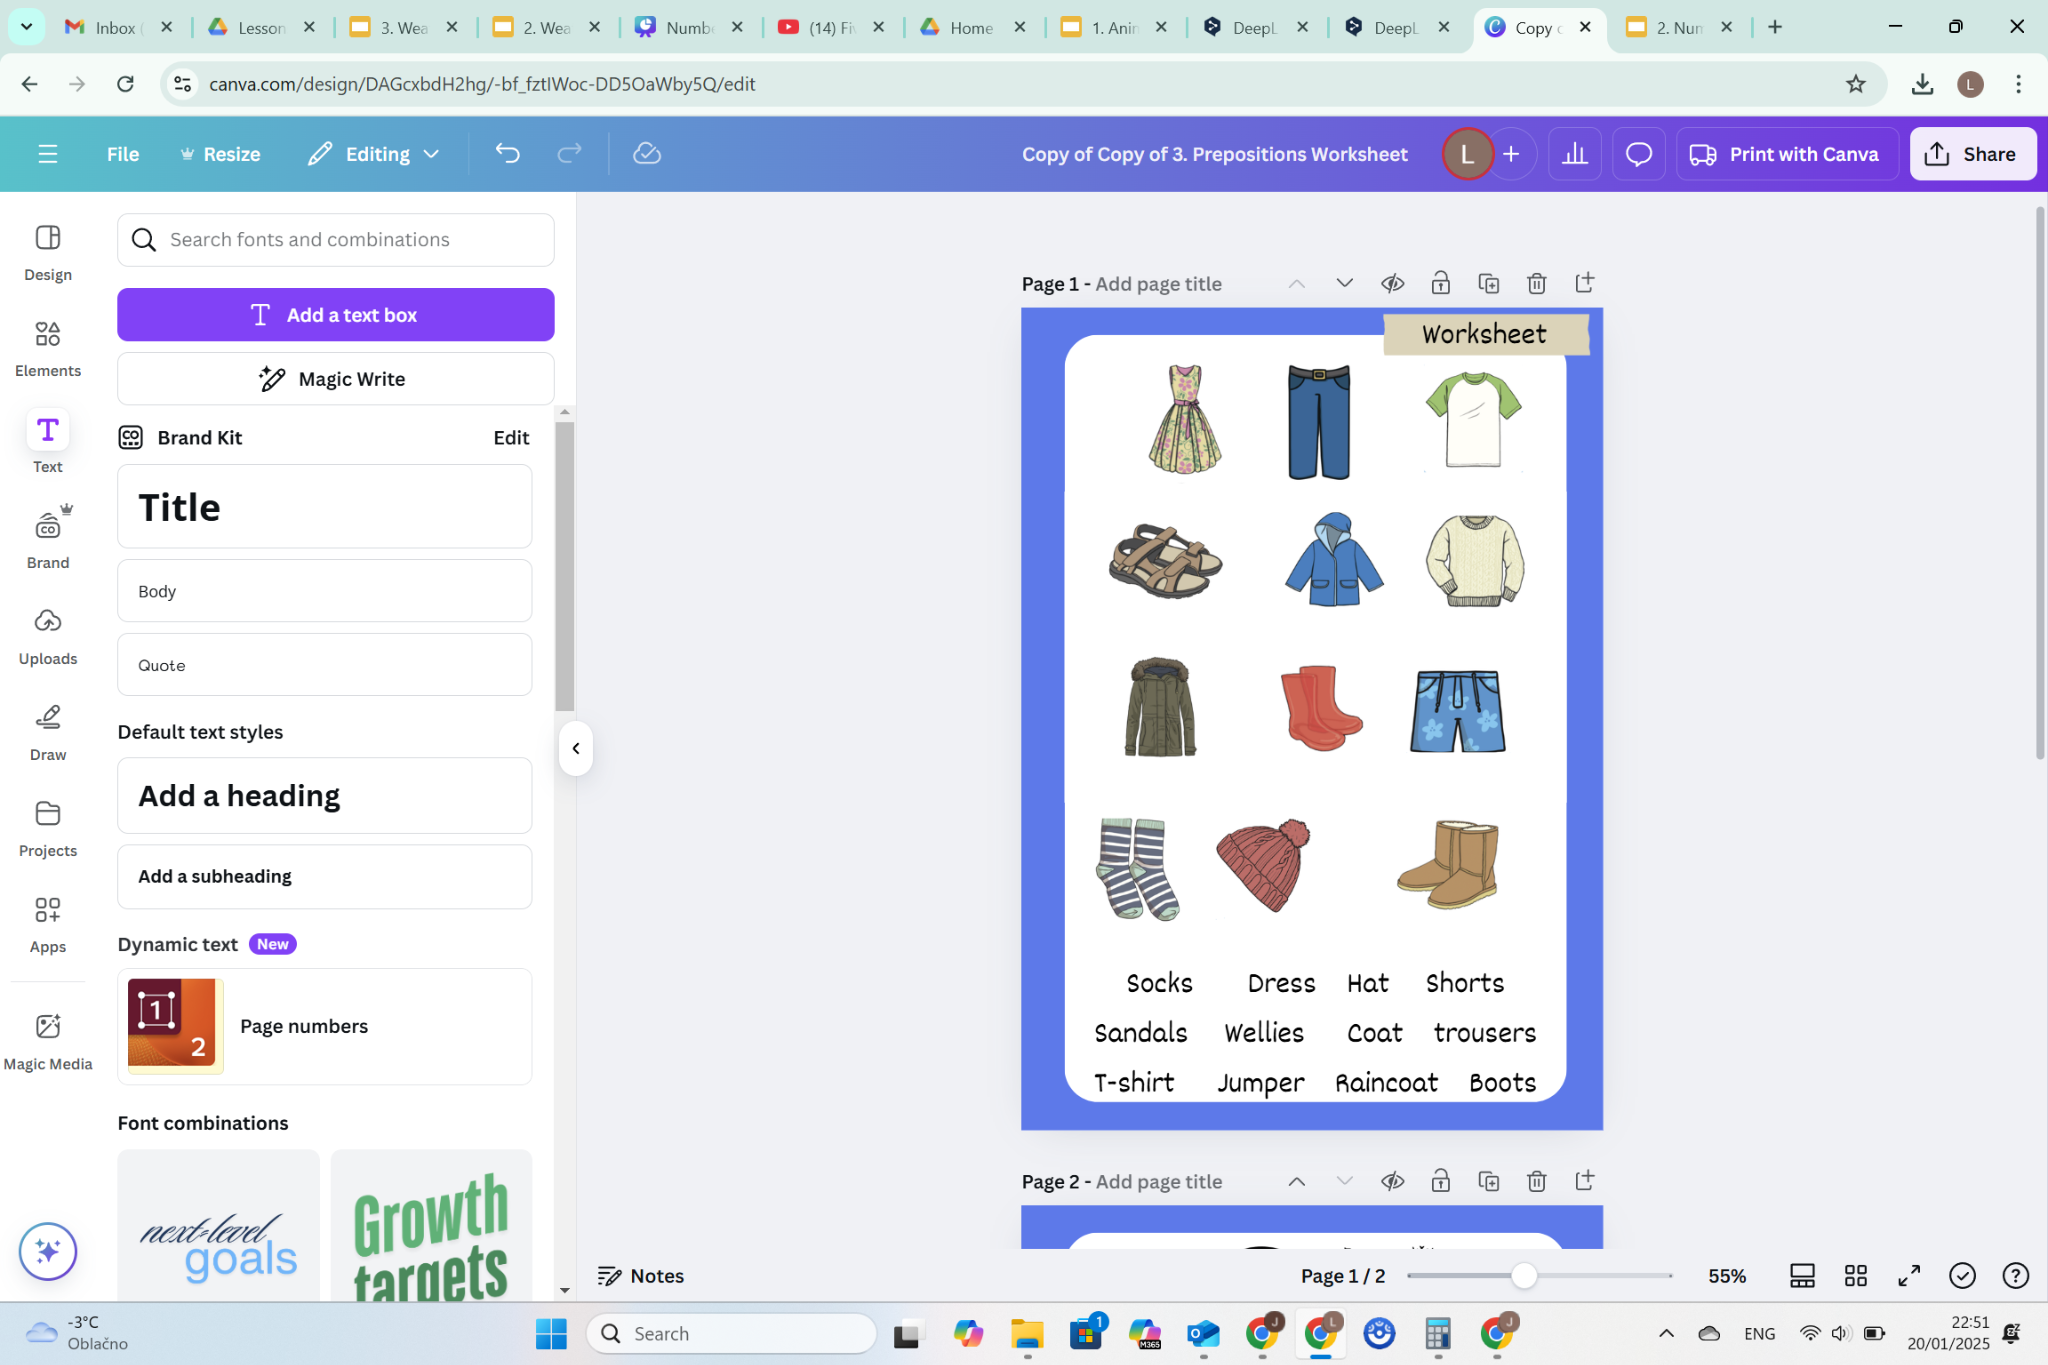 Inbox (
Lesson
3. Wea
2. Wea
Numb
(14) Fi
Home
1. Anin
DeepL
DeepL
Copy o
2. Num
canva.com/design/DAGcxbdH2hg/-bf_fztIWoc-DD5OaWby5Q/edit
L
File
Resize
Editing
Copy of Copy of 3. Prepositions Worksheet
L
Print with Canva
Share
Search fonts and combinations
Add a text box
Magic Write
Brand Kit
Edit
Title
Body
Quote
Default text styles
Add a heading
Add a subheading
Dynamic text
New
1
2
Page numbers
Font combinations
next-level
goals
Growth
targets
Design
Elements
Text
Brand
Uploads
Draw
Projects
Apps
Magic Media
Page 1 - Add page title
Worksheet
Socks Dress Hat Shorts
Sandals Wellies Coat trousers
T-shirt Jumper Raincoat Boots
Page 2 - Add page title
Notes
Page 1 / 2
55%
-3°C
Oblačno
Search
1
M365
J
L
J
ENG
22:51
20/01/2025